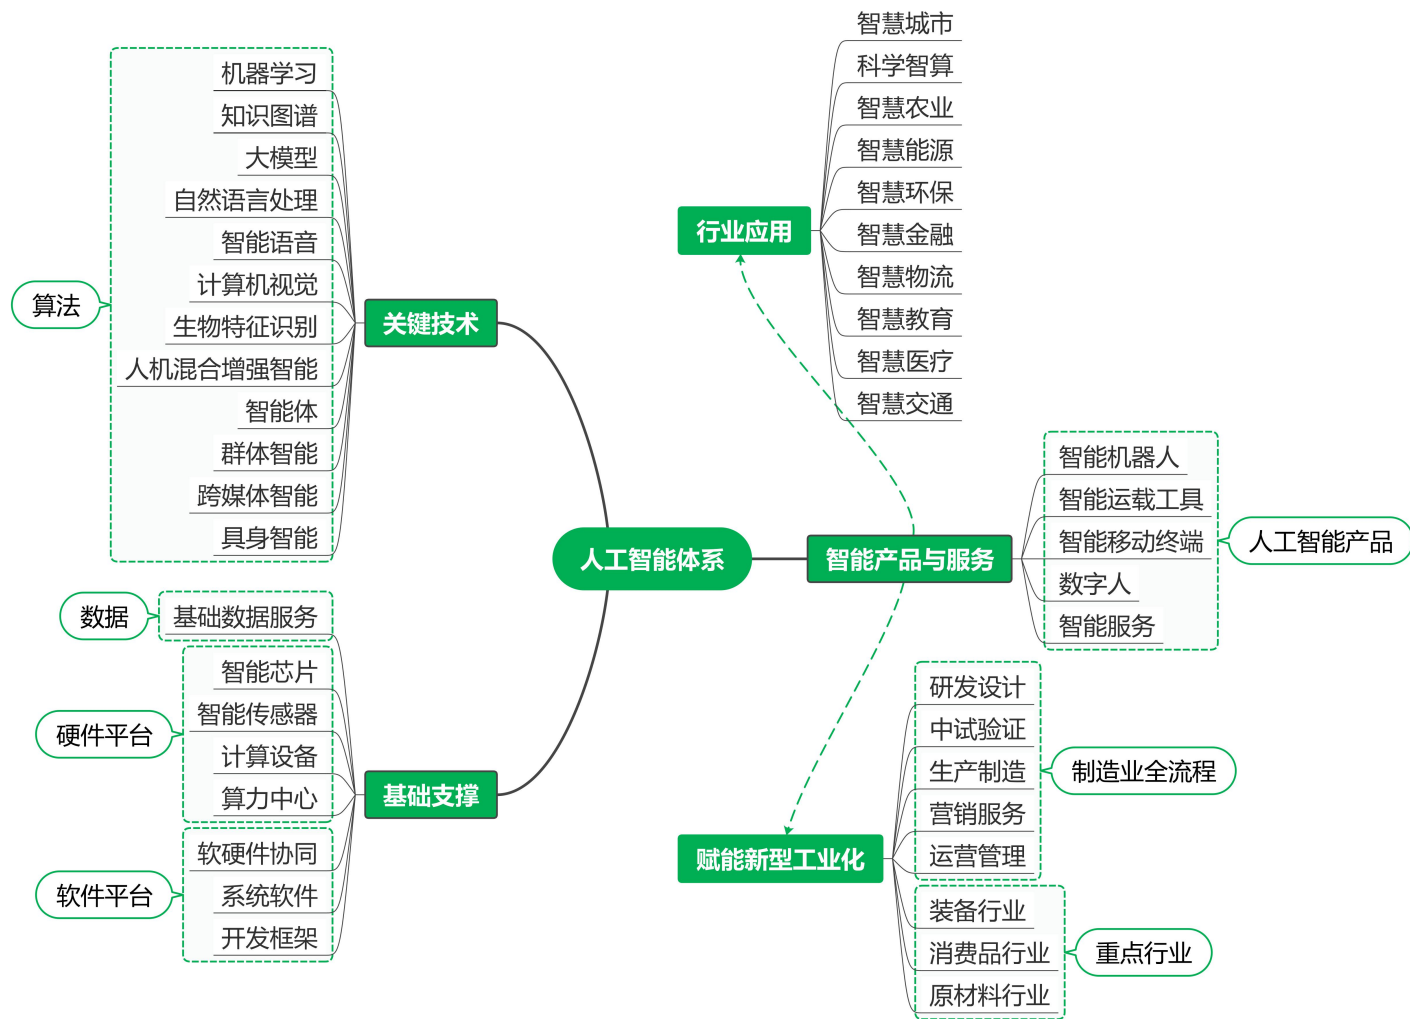 人工智能体系
关键技术
算法
机器学习
知识图谱
大模型
自然语言处理
智能语音
计算机视觉
生物特征识别
人机混合增强智能
智能体
群体智能
跨媒体智能
具身智能
基础支撑
数据
基础数据服务
硬件平台
智能芯片
智能传感器
计算设备
算力中心
软件平台
软硬件协同
系统软件
开发框架
行业应用
智慧城市
科学智算
智慧农业
智慧能源
智慧环保
智慧金融
智慧物流
智慧教育
智慧医疗
智慧交通
智能产品与服务
智能机器人
智能运载工具
智能移动终端
数字人
智能服务
人工智能产品
赋能新型工业化
研发设计
中试验证
生产制造
营销服务
运营管理
制造业全流程
装备行业
消费品行业
原材料行业
重点行业